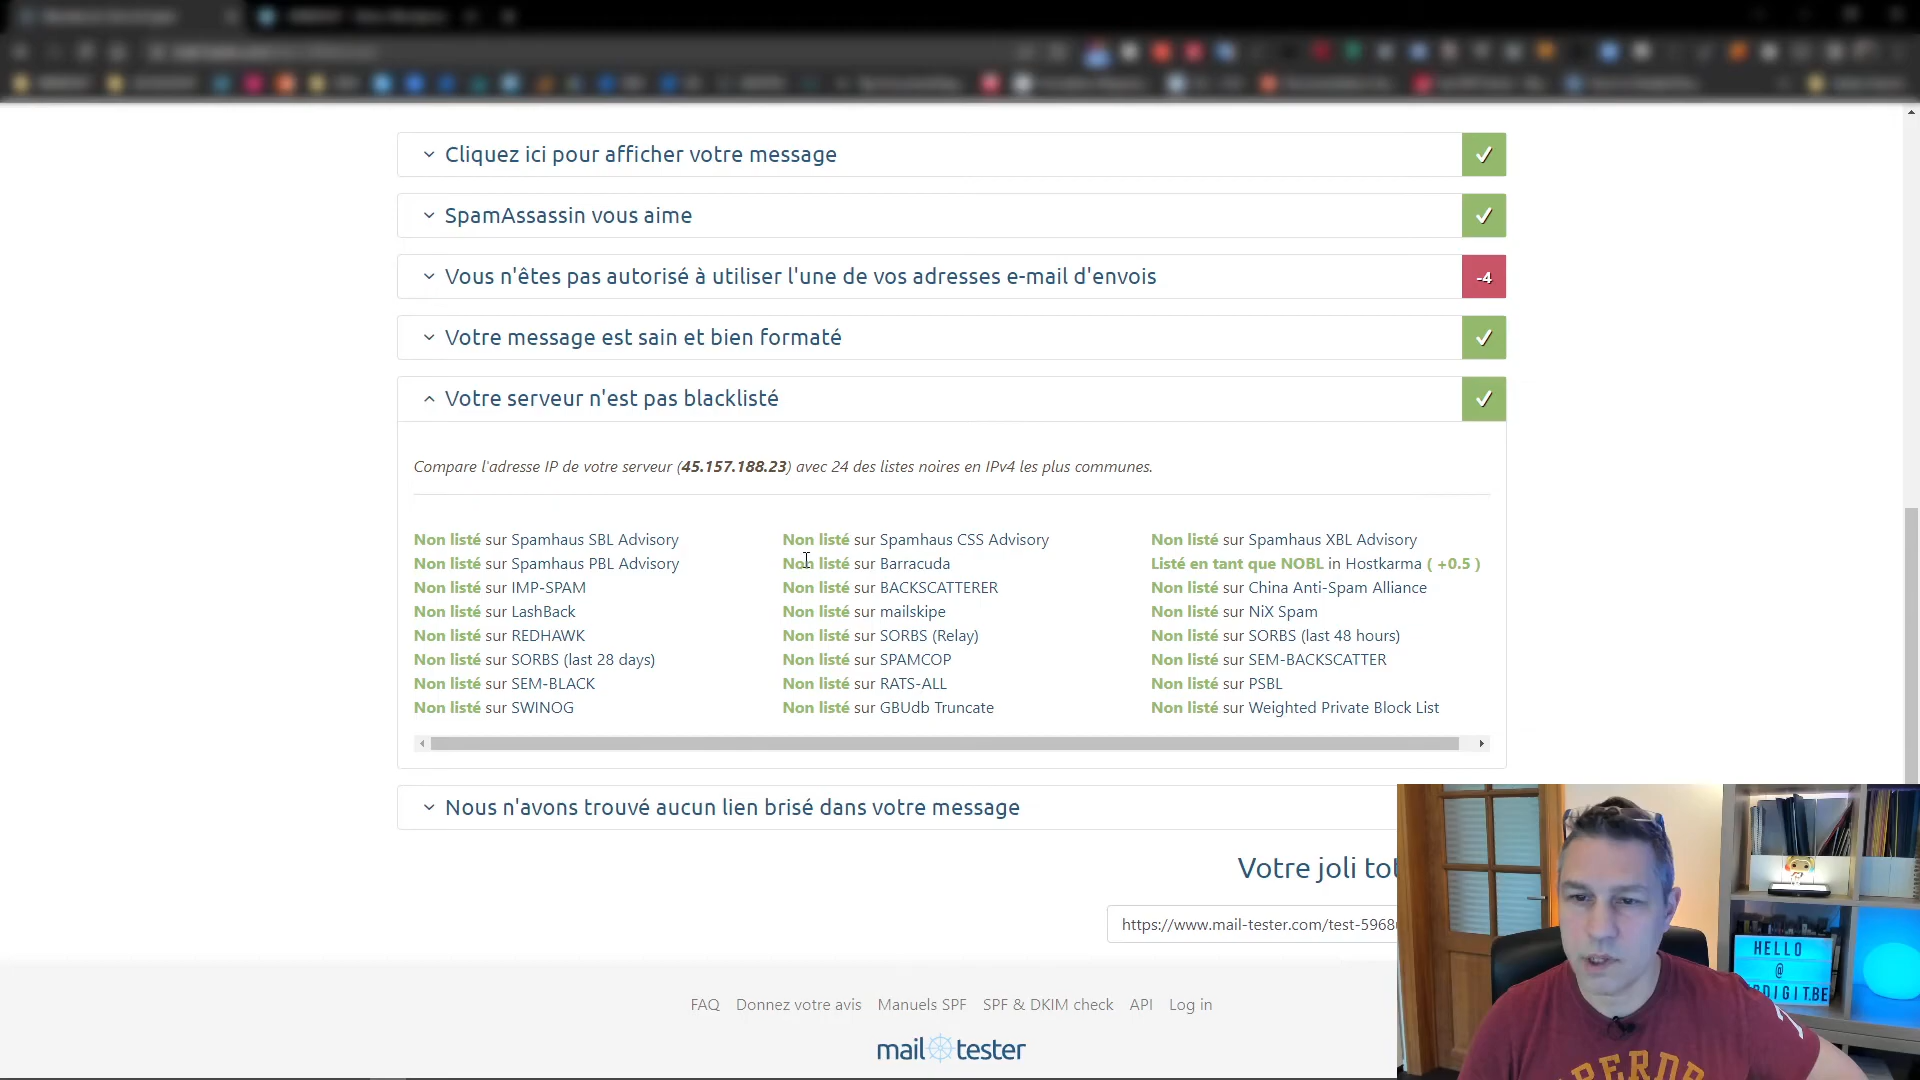 Cliquez ici pour afficher votre message
SpamAssassin vous aime
Vous n'êtes pas autorisé à utiliser l'une de vos adresses e-mail d'envois
-4
Votre message est sain et bien formaté
Votre serveur n'est pas blacklisté
Compare l'adresse IP de votre serveur (45.157.188.23) avec 24 des listes noires en IPv4 les plus communes.
Non listé sur Spamhaus SBL Advisory
Non listé sur Spamhaus CSS Advisory
Non listé sur Spamhaus XBL Advisory
Non listé sur Spamhaus PBL Advisory
Non listé sur Barracuda
Listé en tant que NOBL in Hostkarma ( +0.5 )
Non listé sur IMP-SPAM
Non listé sur BACKSCATTERER
Non listé sur China Anti-Spam Alliance
Non listé sur LashBack
Non listé sur mailskipe
Non listé sur NiX Spam
Non listé sur REDHAWK
Non listé sur SORBS (Relay)
Non listé sur SORBS (last 48 hours)
Non listé sur SORBS (last 28 days)
Non listé sur SPAMCOP
Non listé sur SEM-BACKSCATTER
Non listé sur SEM-BLACK
Non listé sur RATS-ALL
Non listé sur PSBL
Non listé sur SWINOG
Non listé sur GBUdb Truncate
Non listé sur Weighted Private Block List
Nous n'avons trouvé aucun lien brisé dans votre message
Votre joli tot
https://www.mail-tester.com/test-5968
HELLO
@
RDIGIT.BE
FAQ Donnez votre avis Manuels SPF SPF & DKIM check API Log in
mail tester
PERDR